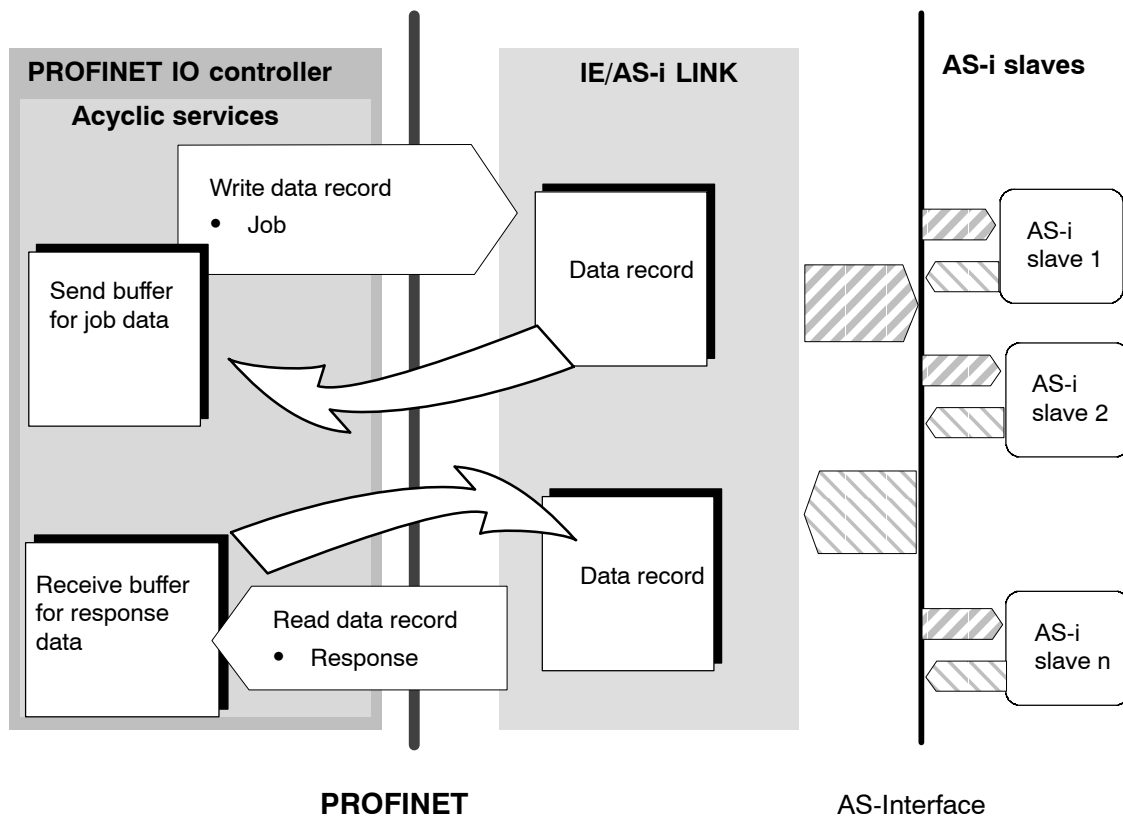 PROFINET IO controller
Acyclic services
IE/AS-i LINK
AS-i slaves
Write data record
• Job
Send buffer
for job data
Data record
AS-i
slave 1
AS-i
slave 2
Receive buffer
for response
data
Read data record
• Response
Data record
AS-i
slave n
PROFINET
AS-Interface